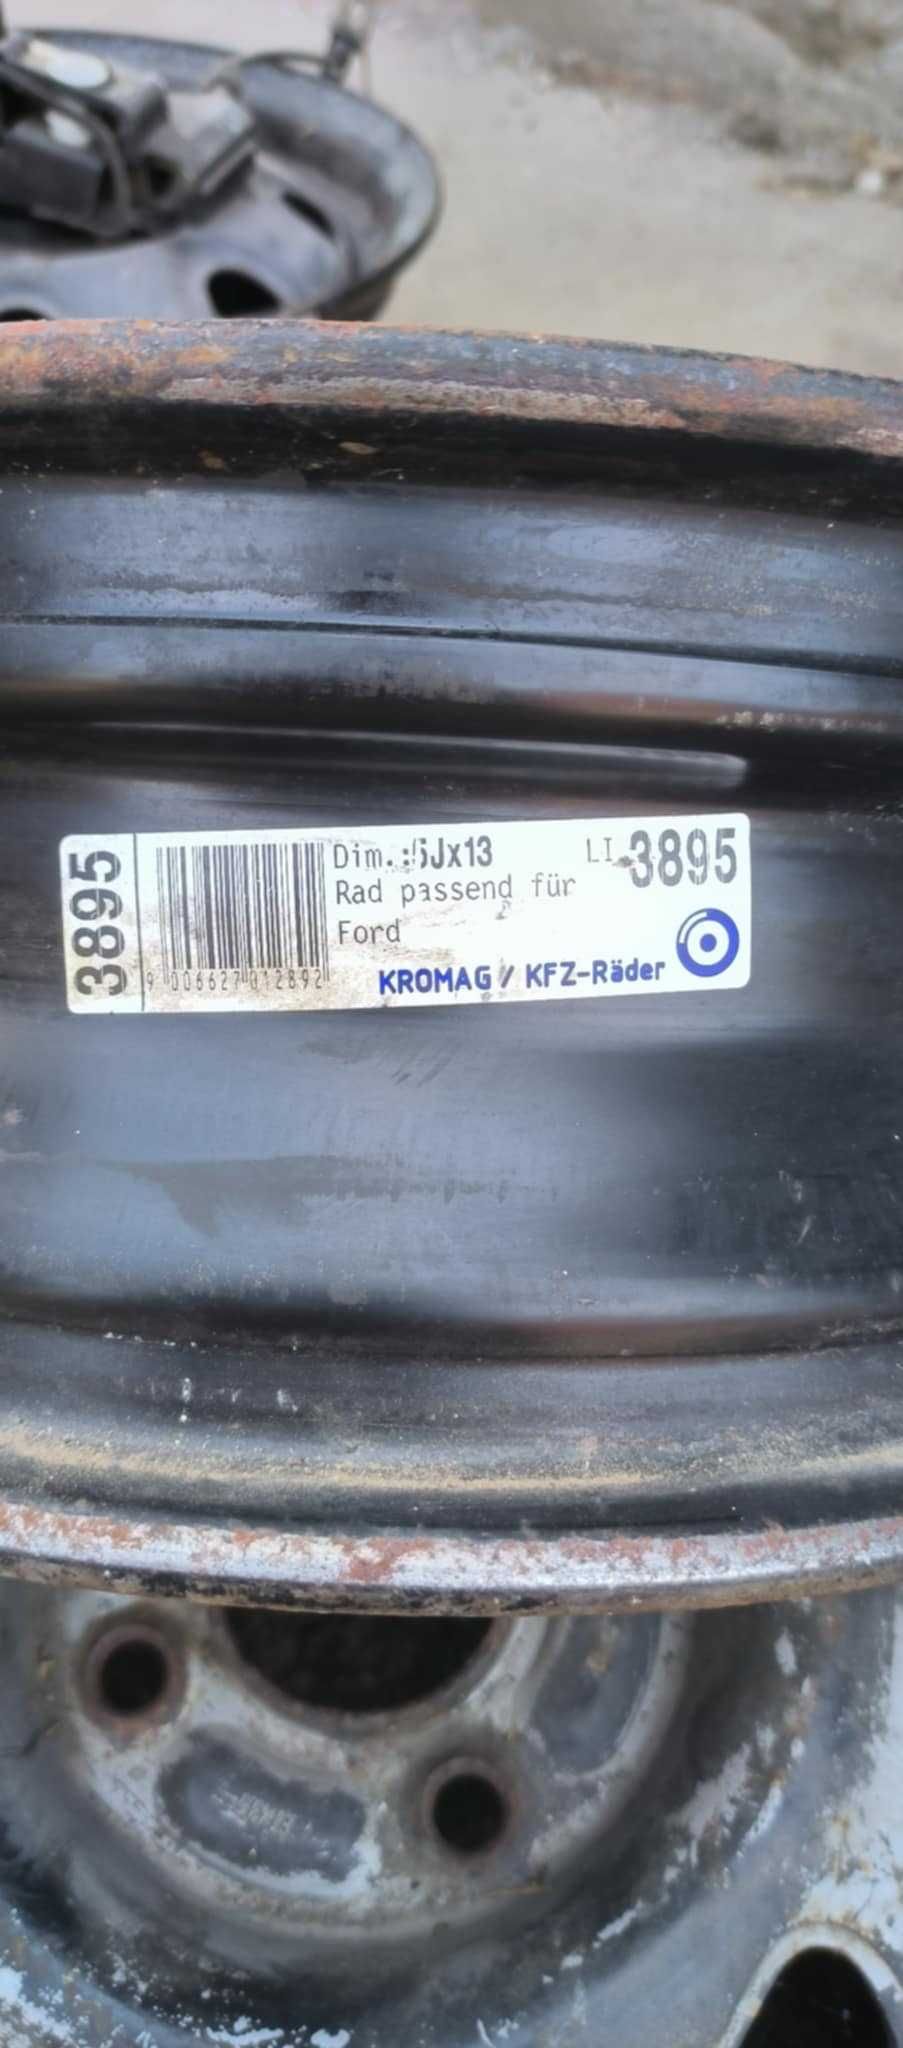 3895
Dim.:5Jx13
LI 3895
Rad passend für
Ford
9 006627 012892
KROMAG / KFZ-Räder